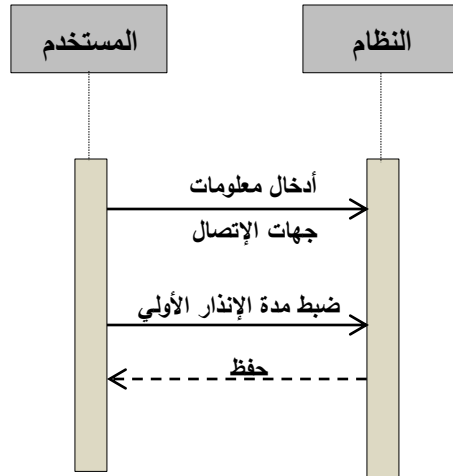 المستخدم
النظام
أدخال معلومات
جهات الإتصال
ضبط مدة الإنذار الأولي
حفظ